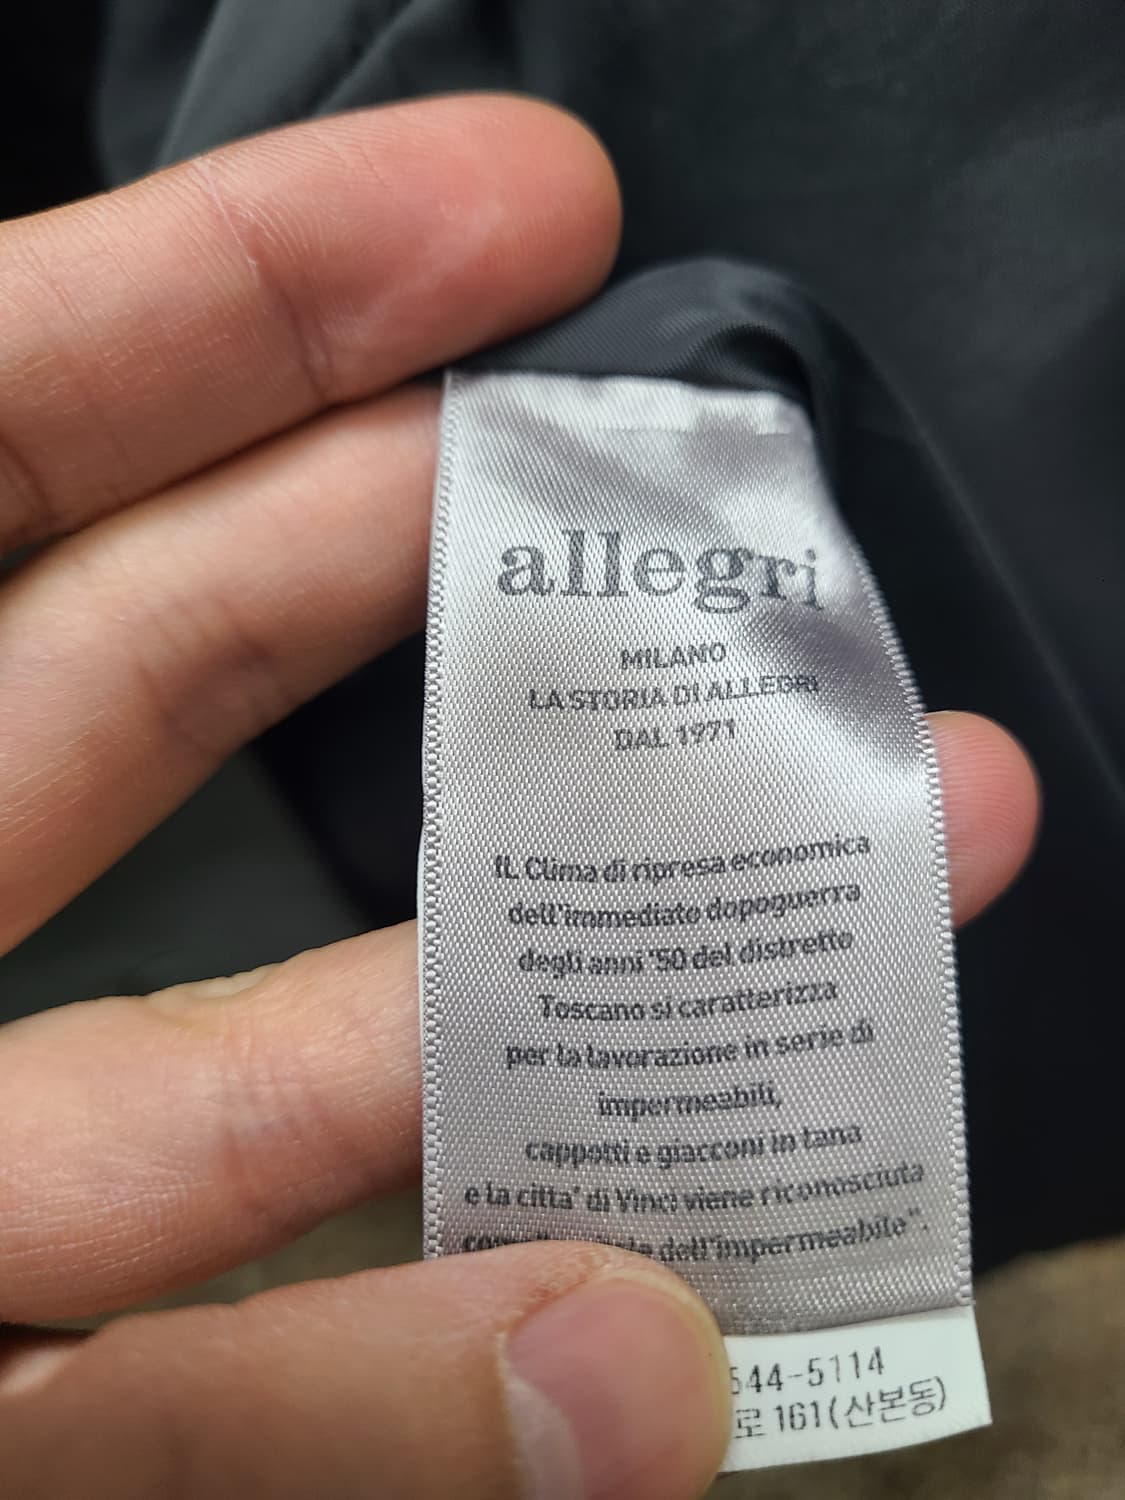 allegri
MILANO
LA STORIA DI ALLEGRI
DAL 1971
IL Clima di ripresa economica
dell'immediato dopoguerra
degli anni '50 del distretto
Toscano si caratterizza
per la lavorazione in serie di
impermeabili,
cappotti e giacconi in tana
e la citta' di Vinci viene riconosciuta
dell'impermeabile".
544-5114
로 161(산본동)